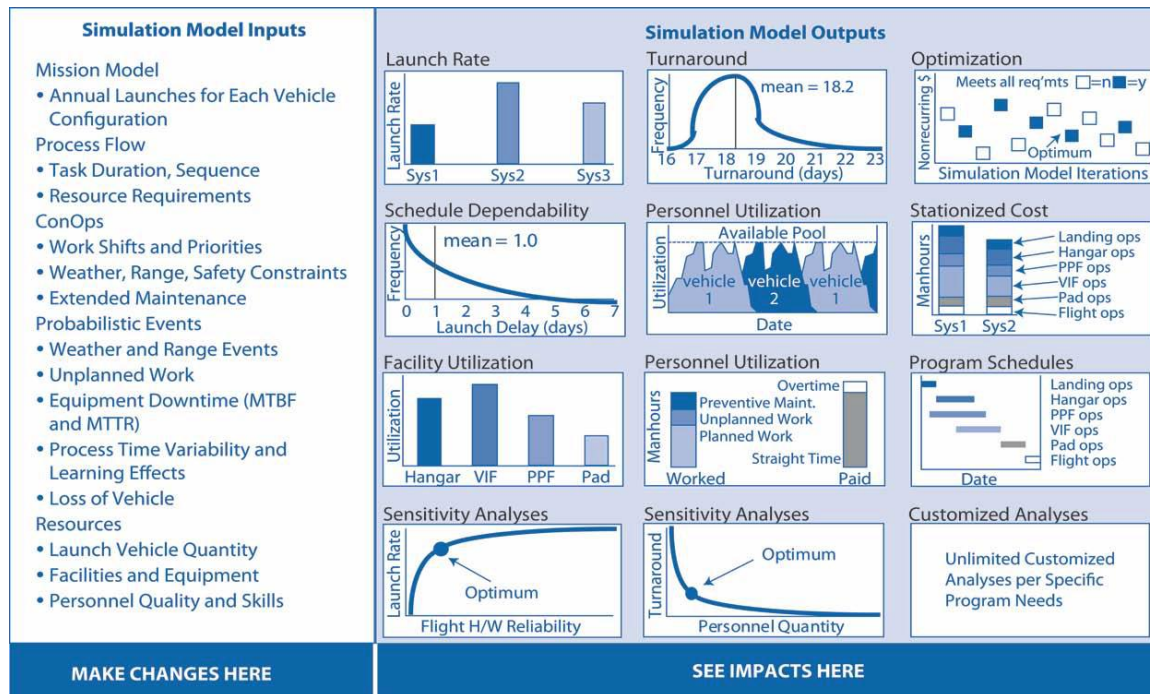 Simulation Model Inputs
Mission Model
• Annual Launches for Each Vehicle
Configuration
Process Flow
• Task Duration, Sequence
• Resource Requirements
ConOps
• Work Shifts and Priorities
• Weather, Range, Safety Constraints
• Extended Maintenance
Probabilistic Events
• Weather and Range Events
• Unplanned Work
• Equipment Downtime (MTBF
and MTTR)
• Process Time Variability and
Learning Effects
• Loss of Vehicle
Resources
• Launch Vehicle Quantity
• Facilities and Equipment
• Personnel Quality and Skills
MAKE CHANGES HERE
Simulation Model Outputs
Launch Rate
Launch Rate
Sys1 Sys2 Sys3
Turnaround
Frequency
mean = 18.2
16 17 18 19 20 21 22 23
Turnaround (days)
Optimization
Nonrecurring $
Meets all req'mts =n =y
Optimum
Simulation Model Iterations
Schedule Dependability
Frequency
mean = 1.0
0 1 2 3 4 5 6 7
Launch Delay (days)
Personnel Utilization
Utilization
Available Pool
vehicle 1
vehicle 2
vehicle 1
Date
Stationized Cost
Manhours
Landing ops
Hangar ops
PPF ops
VIF ops
Pad ops
Flight ops
Sys1 Sys2
Facility Utilization
Utilization
Hangar VIF PPF Pad
Personnel Utilization
Manhours
Overtime
Preventive Maint.
Unplanned Work
Planned Work
Straight Time
Worked Paid
Program Schedules
Landing ops
Hangar ops
PPF ops
VIF ops
Pad ops
Flight ops
Date
Sensitivity Analyses
Launch Rate
Optimum
Flight H/W Reliability
Sensitivity Analyses
Turnaround
Optimum
Personnel Quantity
Customized Analyses
Unlimited Customized
Analyses per Specific
Program Needs
SEE IMPACTS HERE